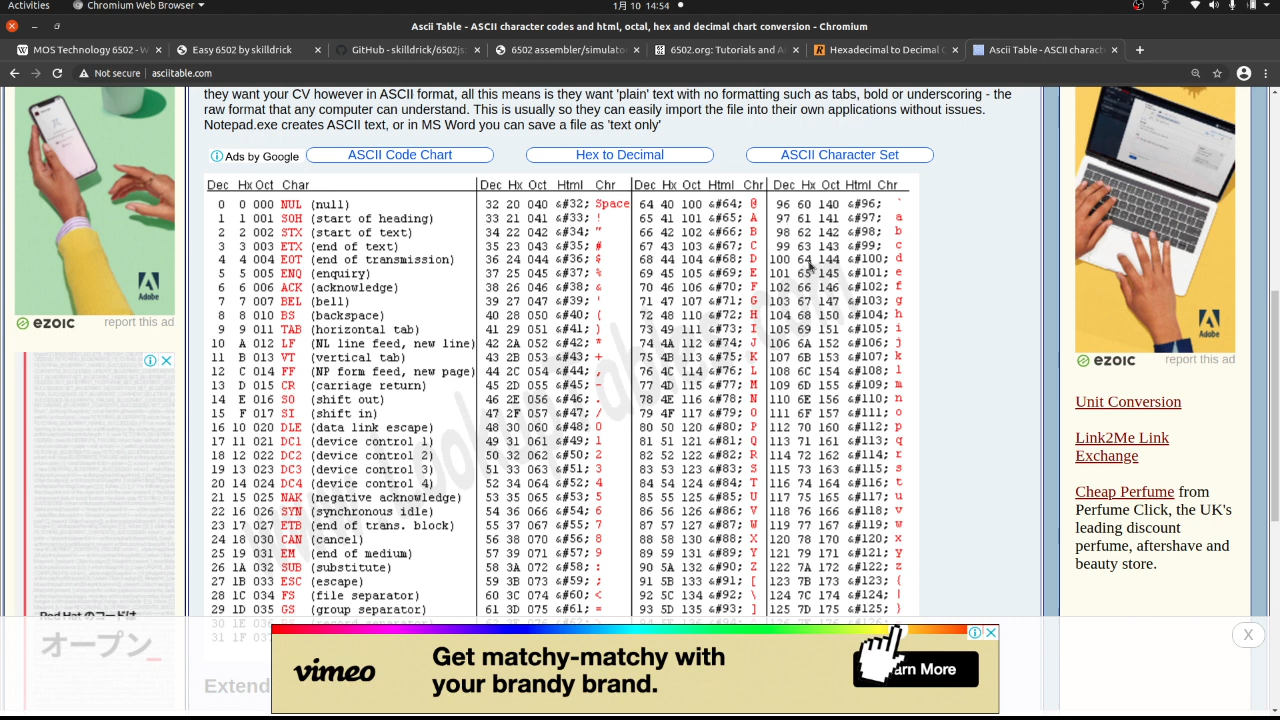 Activities
Chromium Web Browser
1月 10 14:54
Ascii Table - ASCII character codes and html, octal, hex and decimal chart conversion - Chromium
MOS Technology 6502 - W
Easy 6502 by skilldrick
GitHub - skilldrick/6502js:
6502 assembler/simulator
6502.org: Tutorials and A
Hexadecimal to Decimal C
Ascii Table - ASCII charact
Not secure
asciitable.com
they want your CV however in ASCII format, all this means is they want 'plain' text with no formatting such as tabs, bold or underscoring - the
raw format that any computer can understand. This is usually so they can easily import the file into their own applications without issues.
Notepad.exe creates ASCII text, or in MS Word you can save a file as 'text only'
Ads by Google
ASCII Code Chart
Hex to Decimal
ASCII Character Set
Dec Hx Oct Char Dec Hx Oct Html Chr Dec Hx Oct Html Chr Dec Hx Oct Html Chr
0 0 000 NUL (null) 32 20 040 &#32; Space 64 40 100 &#64; @ 96 60 140 &#96; `
1 1 001 SOH (start of heading) 33 21 041 &#33; ! 65 41 101 &#65; A 97 61 141 &#97; a
2 2 002 STX (start of text) 34 22 042 &#34; " 66 42 102 &#66; B 98 62 142 &#98; b
3 3 003 ETX (end of text) 35 23 043 &#35; # 67 43 103 &#67; C 99 63 143 &#99; c
4 4 004 EOT (end of transmission) 36 24 044 &#36; $ 68 44 104 &#68; D 100 64 144 &#100; d
5 5 005 ENQ (enquiry) 37 25 045 &#37; % 69 45 105 &#69; E 101 65 145 &#101; e
6 6 006 ACK (acknowledge) 38 26 046 &#38; & 70 46 106 &#70; F 102 66 146 &#102; f
7 7 007 BEL (bell) 39 27 047 &#39; ' 71 47 107 &#71; G 103 67 147 &#103; g
8 8 010 BS (backspace) 40 28 050 &#40; ( 72 48 110 &#72; H 104 68 150 &#104; h
9 9 011 TAB (horizontal tab) 41 29 051 &#41; ) 73 49 111 &#73; I 105 69 151 &#105; i
10 A 012 LF (NL line feed, new line) 42 2A 052 &#42; * 74 4A 112 &#74; J 106 6A 152 &#106; j
11 B 013 VT (vertical tab) 43 2B 053 &#43; + 75 4B 113 &#75; K 107 6B 153 &#107; k
12 C 014 FF (NP form feed, new page) 44 2C 054 &#44; , 76 4C 114 &#76; L 108 6C 154 &#108; l
13 D 015 CR (carriage return) 45 2D 055 &#45; - 77 4D 115 &#77; M 109 6D 155 &#109; m
14 E 016 SO (shift out) 46 2E 056 &#46; . 78 4E 116 &#78; N 110 6E 156 &#110; n
15 F 017 SI (shift in) 47 2F 057 &#47; / 79 4F 117 &#79; O 111 6F 157 &#111; o
16 10 020 DLE (data link escape) 48 30 060 &#48; 0 80 50 120 &#80; P 112 70 160 &#112; p
17 11 021 DC1 (device control 1) 49 31 061 &#49; 1 81 51 121 &#81; Q 113 71 161 &#113; q
18 12 022 DC2 (device control 2) 50 32 062 &#50; 2 82 52 122 &#82; R 114 72 162 &#114; r
19 13 023 DC3 (device control 3) 51 33 063 &#51; 3 83 53 123 &#83; S 115 73 163 &#115; s
20 14 024 DC4 (device control 4) 52 34 064 &#52; 4 84 54 124 &#84; T 116 74 164 &#116; t
21 15 025 NAK (negative acknowledge) 53 35 065 &#53; 5 85 55 125 &#85; U 117 75 165 &#117; u
22 16 026 SYN (synchronous idle) 54 36 066 &#54; 6 86 56 126 &#86; V 118 76 166 &#118; v
23 17 027 ETB (end of trans. block) 55 37 067 &#55; 7 87 57 127 &#87; W 119 77 167 &#119; w
24 18 030 CAN (cancel) 56 38 070 &#56; 8 88 58 130 &#88; X 120 78 170 &#120; x
25 19 031 EM (end of medium) 57 39 071 &#57; 9 89 59 131 &#89; Y 121 79 171 &#121; y
26 1A 032 SUB (substitute) 58 3A 072 &#58; : 90 5A 132 &#90; Z 122 7A 172 &#122; z
27 1B 033 ESC (escape) 59 3B 073 &#59; ; 91 5B 133 &#91; [ 123 7B 173 &#123; {
28 1C 034 FS (file separator) 60 3C 074 &#60; < 92 5C 134 &#92; \ 124 7C 174 &#124; |
29 1D 035 GS (group separator) 61 3D 075 &#61; = 93 5D 135 &#93; ] 125 7D 175 &#125; }
30 1E
31 1F
Extend
Adobe
ezoic
report this ad
Red Hat のコードは
オープン_
Adobe
ezoic
report this ad
Unit Conversion
Link2Me Link
Exchange
Cheap Perfume from
Perfume Click, the UK's
leading discount
perfume, aftershave and
beauty store.
X
vimeo
Get matchy-matchy with
your brandy brand.
arn More